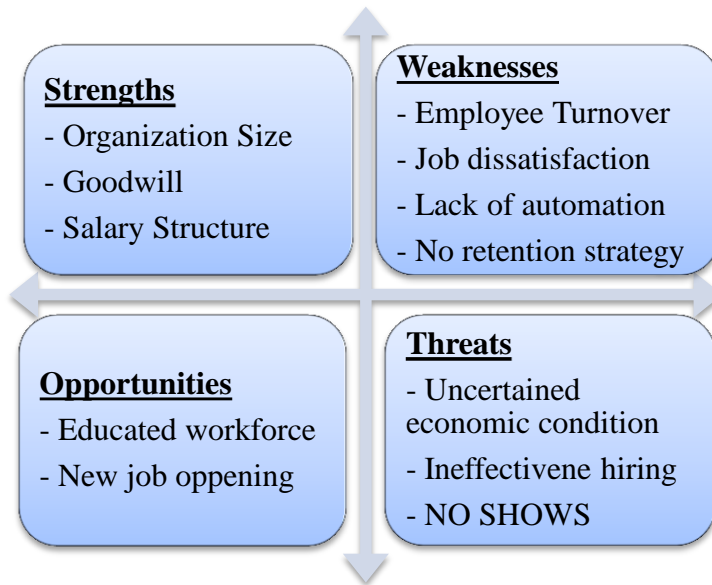 Strengths
- Organization Size
- Goodwill
- Salary Structure
Weaknesses
- Employee Turnover
- Job dissatisfaction
- Lack of automation
- No retention strategy
Opportunities
- Educated workforce
- New job oppening
Threats
- Uncertained
economic condition
- Ineffectivene hiring
- NO SHOWS